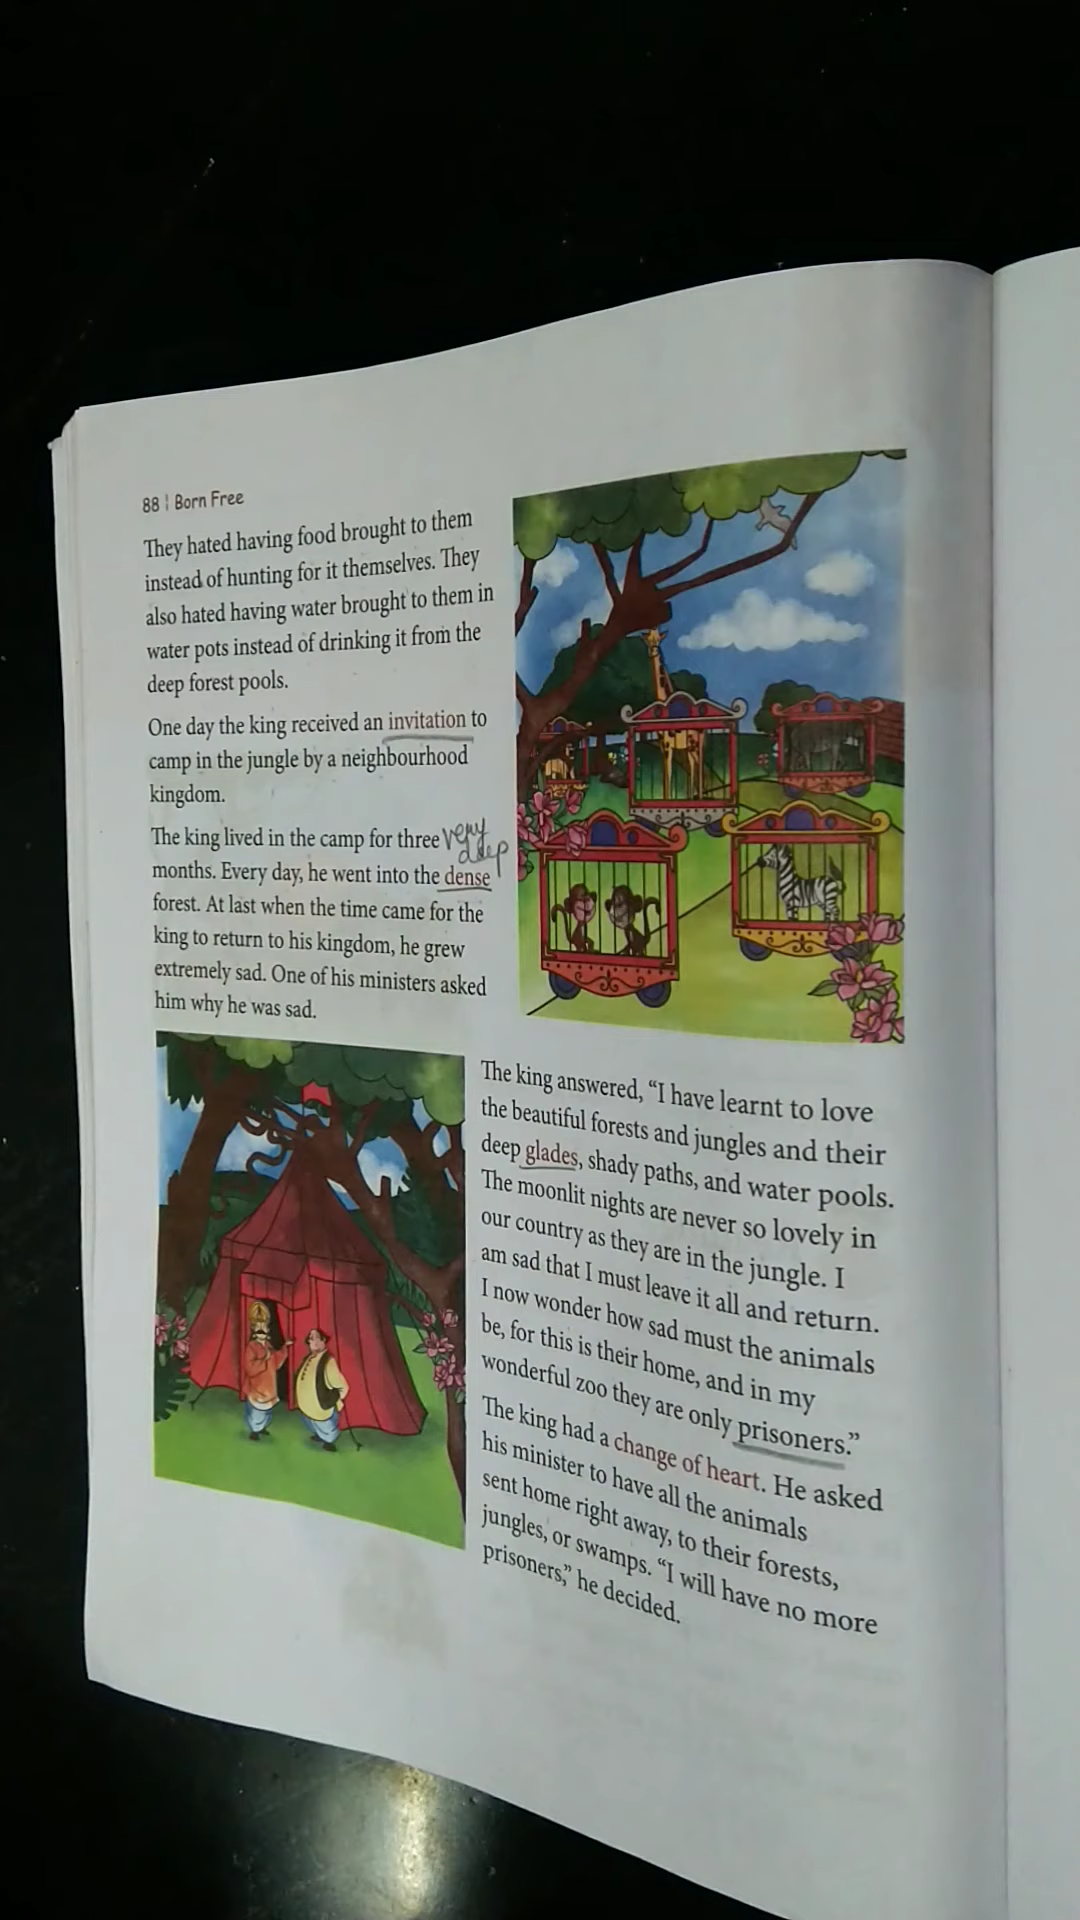 88 | Born Free
They hated having food brought to them
instead of hunting for it themselves. They
also hated having water brought to them in
water pots instead of drinking it from the
deep forest pools.
One day the king received an invitation to
camp in the jungle by a neighbourhood
kingdom.
The king lived in the camp for three
very
deep
months. Every day, he went into the dense
forest. At last when the time came for the
king to return to his kingdom, he grew
extremely sad. One of his ministers asked
him why he was sad.
The king answered, “I have learnt to love
the beautiful forests and jungles and their
deep glades, shady paths, and water pools.
The moonlit nights are never so lovely in
our country as they are in the jungle. I
am sad that I must leave it all and return.
I now wonder how sad must the animals
be, for this is their home, and in my
wonderful zoo they are only prisoners.”
The king had a change of heart. He asked
his minister to have all the animals
sent home right away, to their forests,
jungles, or swamps. “I will have no more
prisoners,” he decided.